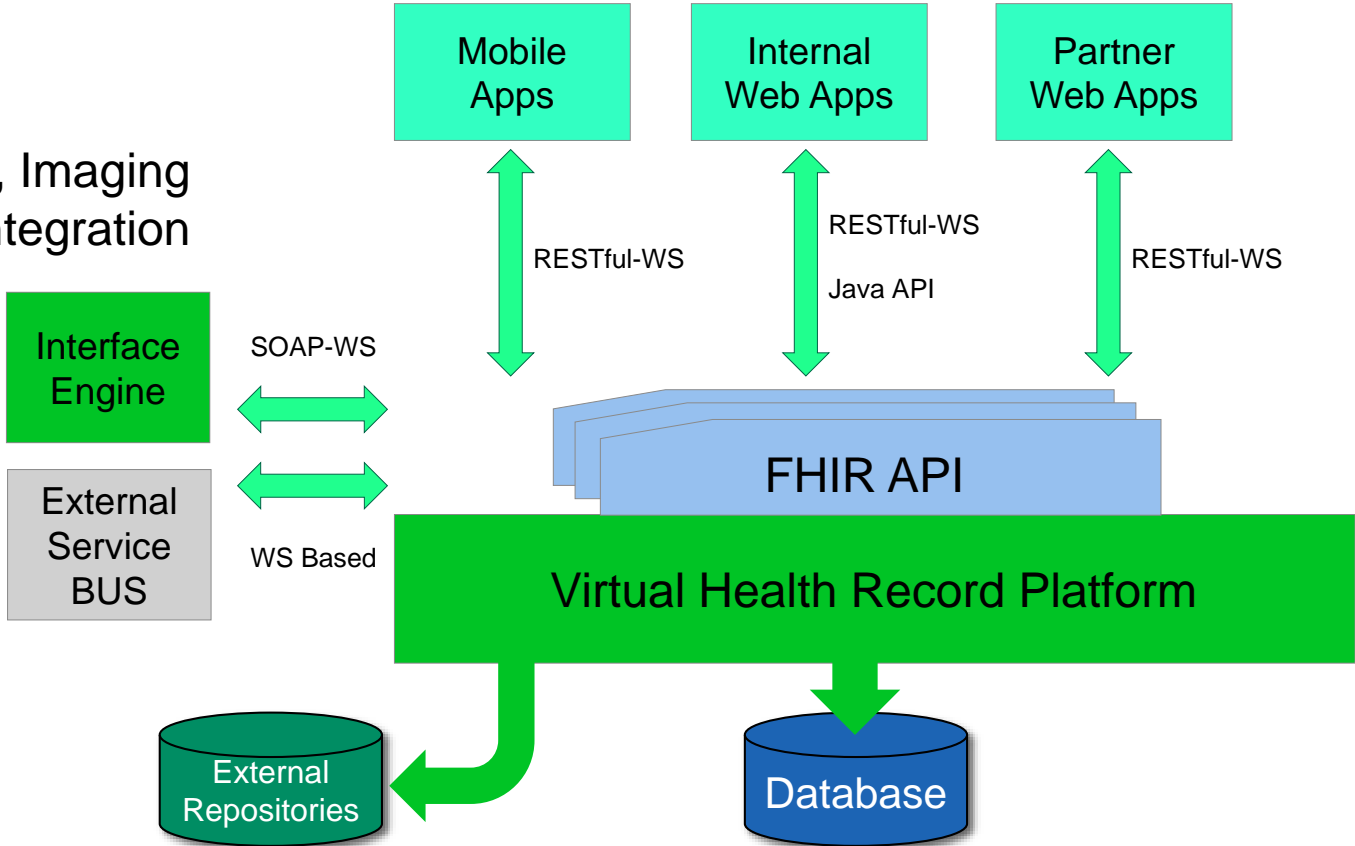 Mobile
Apps
Internal
Web Apps
Partner
Web Apps
, Imaging
ntegration
RESTful-WS
RESTful-WS
Java API
RESTful-WS
Interface
Engine
SOAP-WS
External
Service
BUS
WS Based
FHIR API
Virtual Health Record Platform
External
Repositories
Database